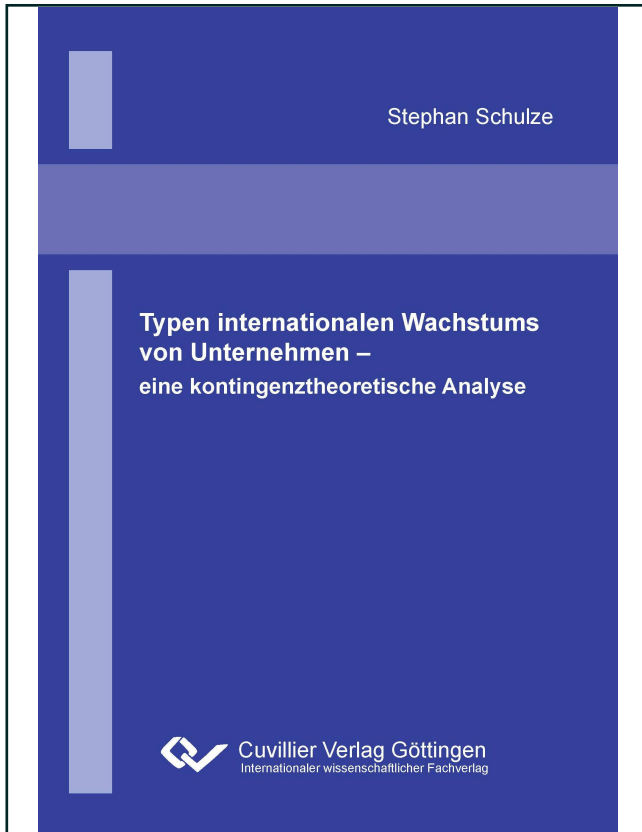 Stephan Schulze
Typen internationalen Wachstums
von Unternehmen –
eine kontingenztheoretische Analyse
Cuvillier Verlag Göttingen
Internationaler wissenschaftlicher Fachverlag